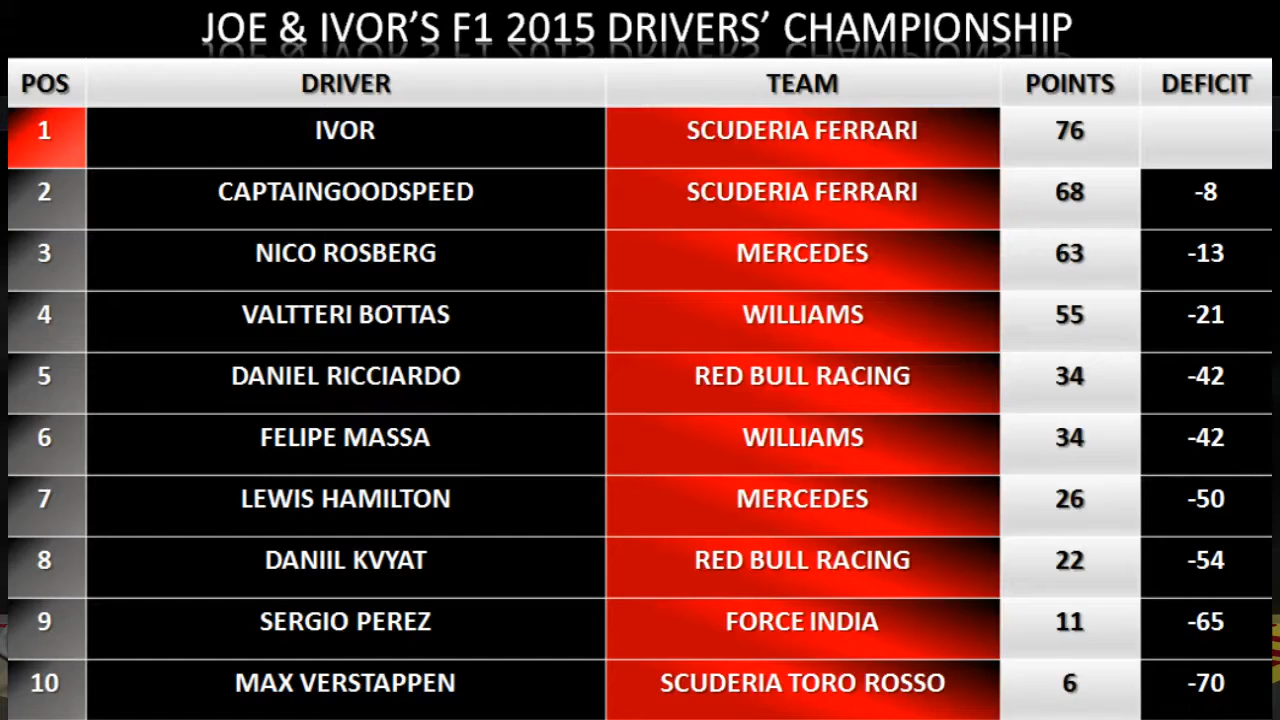 JOE & IVOR’S F1 2015 DRIVERS’ CHAMPIONSHIP
POS DRIVER TEAM POINTS DEFICIT
1 IVOR SCUDERIA FERRARI 76
2 CAPTAINGOODSPEED SCUDERIA FERRARI 68 -8
3 NICO ROSBERG MERCEDES 63 -13
4 VALTTERI BOTTAS WILLIAMS 55 -21
5 DANIEL RICCIARDO RED BULL RACING 34 -42
6 FELIPE MASSA WILLIAMS 34 -42
7 LEWIS HAMILTON MERCEDES 26 -50
8 DANIIL KVYAT RED BULL RACING 22 -54
9 SERGIO PEREZ FORCE INDIA 11 -65
10 MAX VERSTAPPEN SCUDERIA TORO ROSSO 6 -70